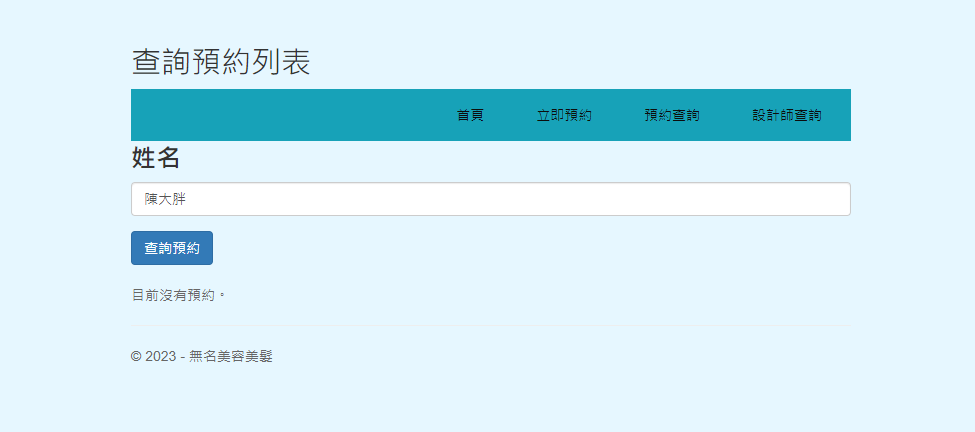 查詢預約列表
首頁 立即預約 預約查詢 設計師查詢
姓名
陳大胖
查詢預約
目前沒有預約。
© 2023 - 無名美容美髮